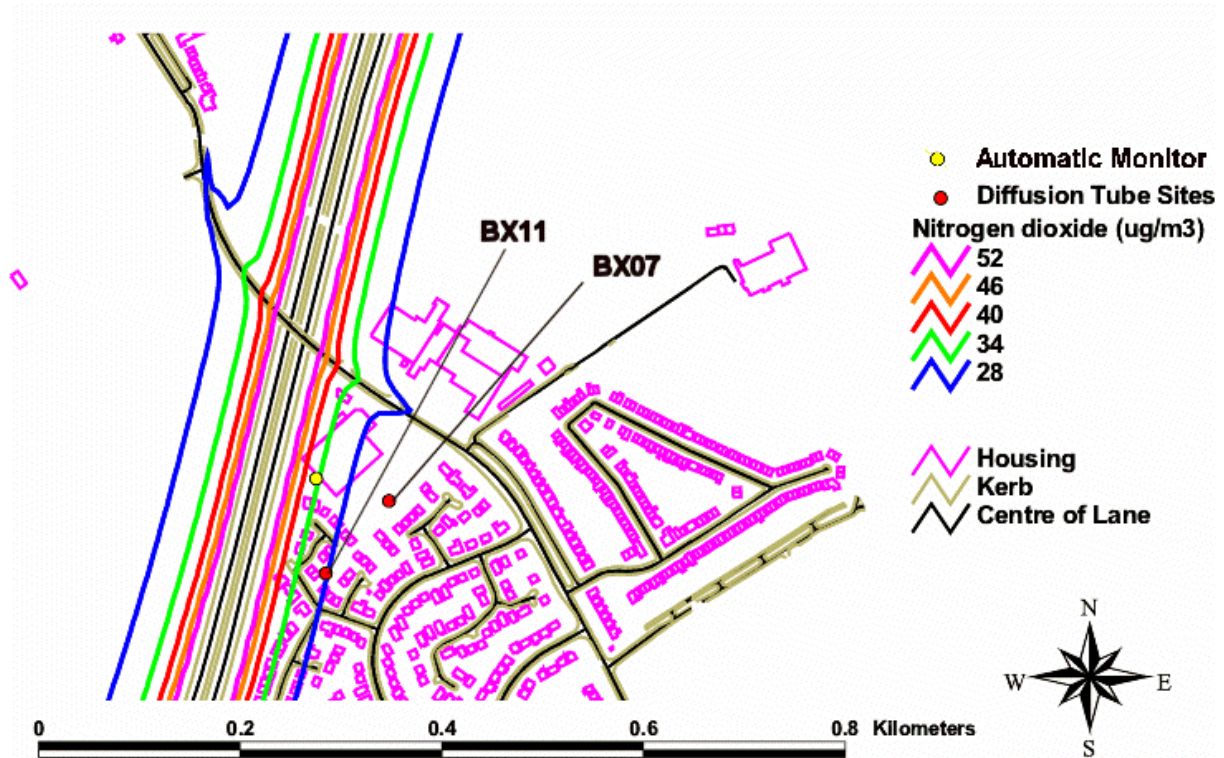 BX11
BX07
Automatic Monitor
Diffusion Tube Sites
Nitrogen dioxide (ug/m3)
52
46
40
34
28
Housing
Kerb
Centre of Lane
N
W E
S
0 0.2 0.4 0.6 0.8 Kilometers